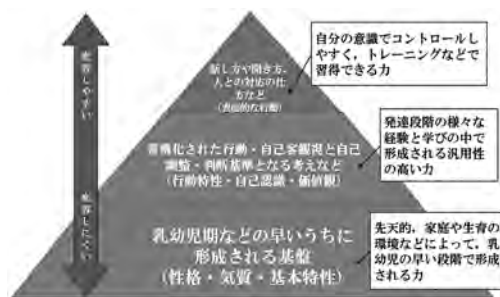 変容しやすい
変容しにくい
話し方や聞き方、
人との対応の仕
方など
(表面的な行動)
習慣化された行動・自己客観視と自己
調整・判断基準となる考えなど
(行動特性・自己認識・価値観)
乳幼児期などの早いうちに
形成される基盤
(性格・気質・基本特性)
自分の意識でコントロールし
やすく,トレーニングなどで
習得できる力
発達段階の様々な
経験と学びの中で
形成される汎用性
の高い力
先天的,家庭や生育の
環境などによって,乳
幼児の早い段階で形成
される力